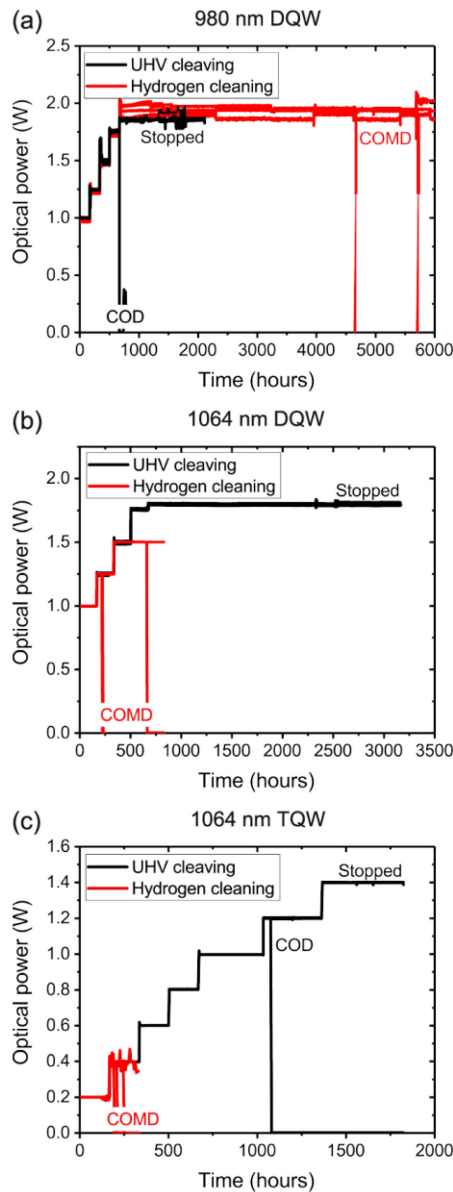 (a) 980 nm DQW
2.5
UHV cleaving
Hydrogen cleaning
2.0
Stopped
COMD
1.5
1.0
0.5
COD
0.0
Optical power (W)
0 1000 2000 3000 4000 5000 6000
Time (hours)
(b) 1064 nm DQW
UHV cleaving
Hydrogen cleaning
Stopped
2.0
1.5
1.0
0.5
COMD
0.0
Optical power (W)
0 500 1000 1500 2000 2500 3000 3500
Time (hours)
(c) 1064 nm TQW
1.6
UHV cleaving
Hydrogen cleaning
Stopped
1.4
1.2
COD
1.0
0.8
0.6
0.4
0.2
COMD
0.0
Optical power (W)
0 500 1000 1500 2000
Time (hours)